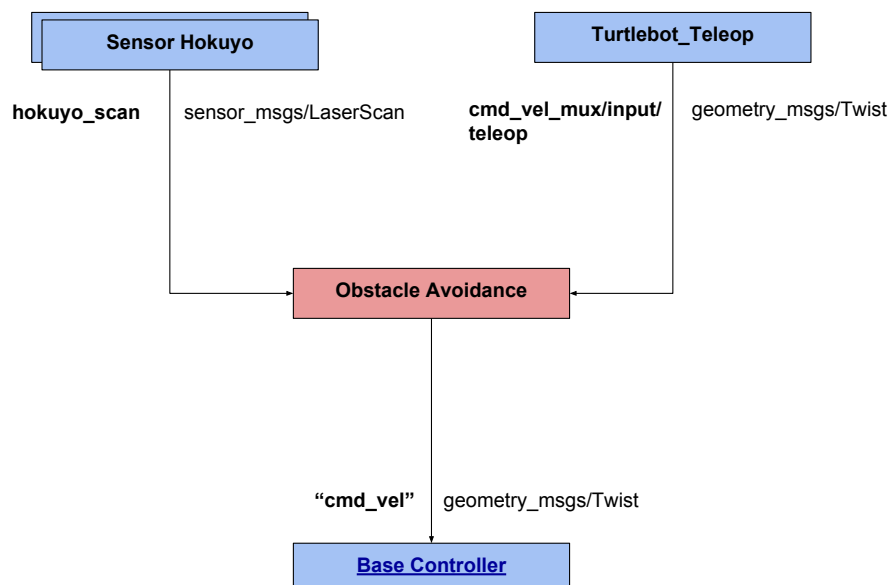 Sensor Hokuyo
Turtlebot_Teleop
hokuyo_scan
sensor_msgs/LaserScan
cmd_vel_mux/input/
teleop
geometry_msgs/Twist
Obstacle Avoidance
“cmd_vel”
geometry_msgs/Twist
Base Controller